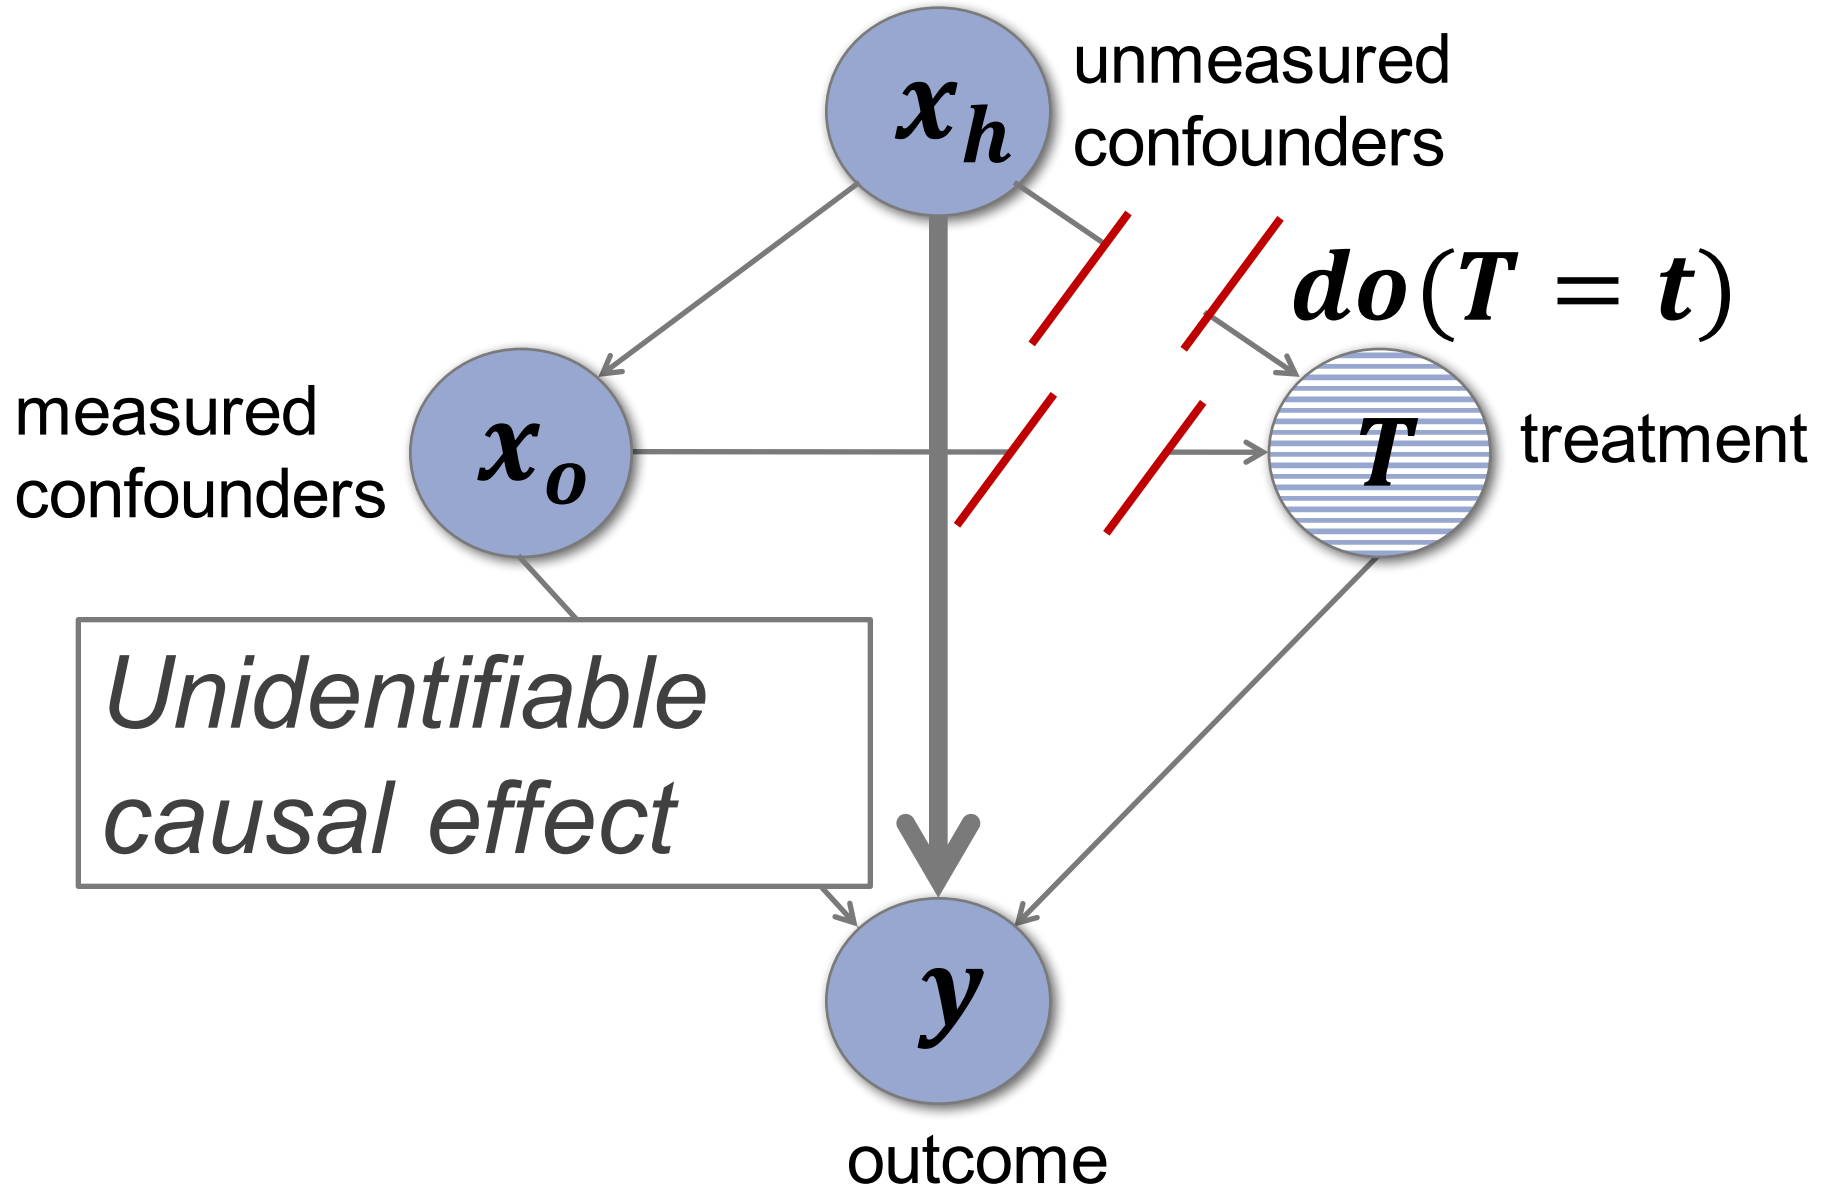 x_h
unmeasured
confounders
do(T = t)
measured
confounders
x_o
T
treatment
Unidentifiable
causal effect
y
outcome